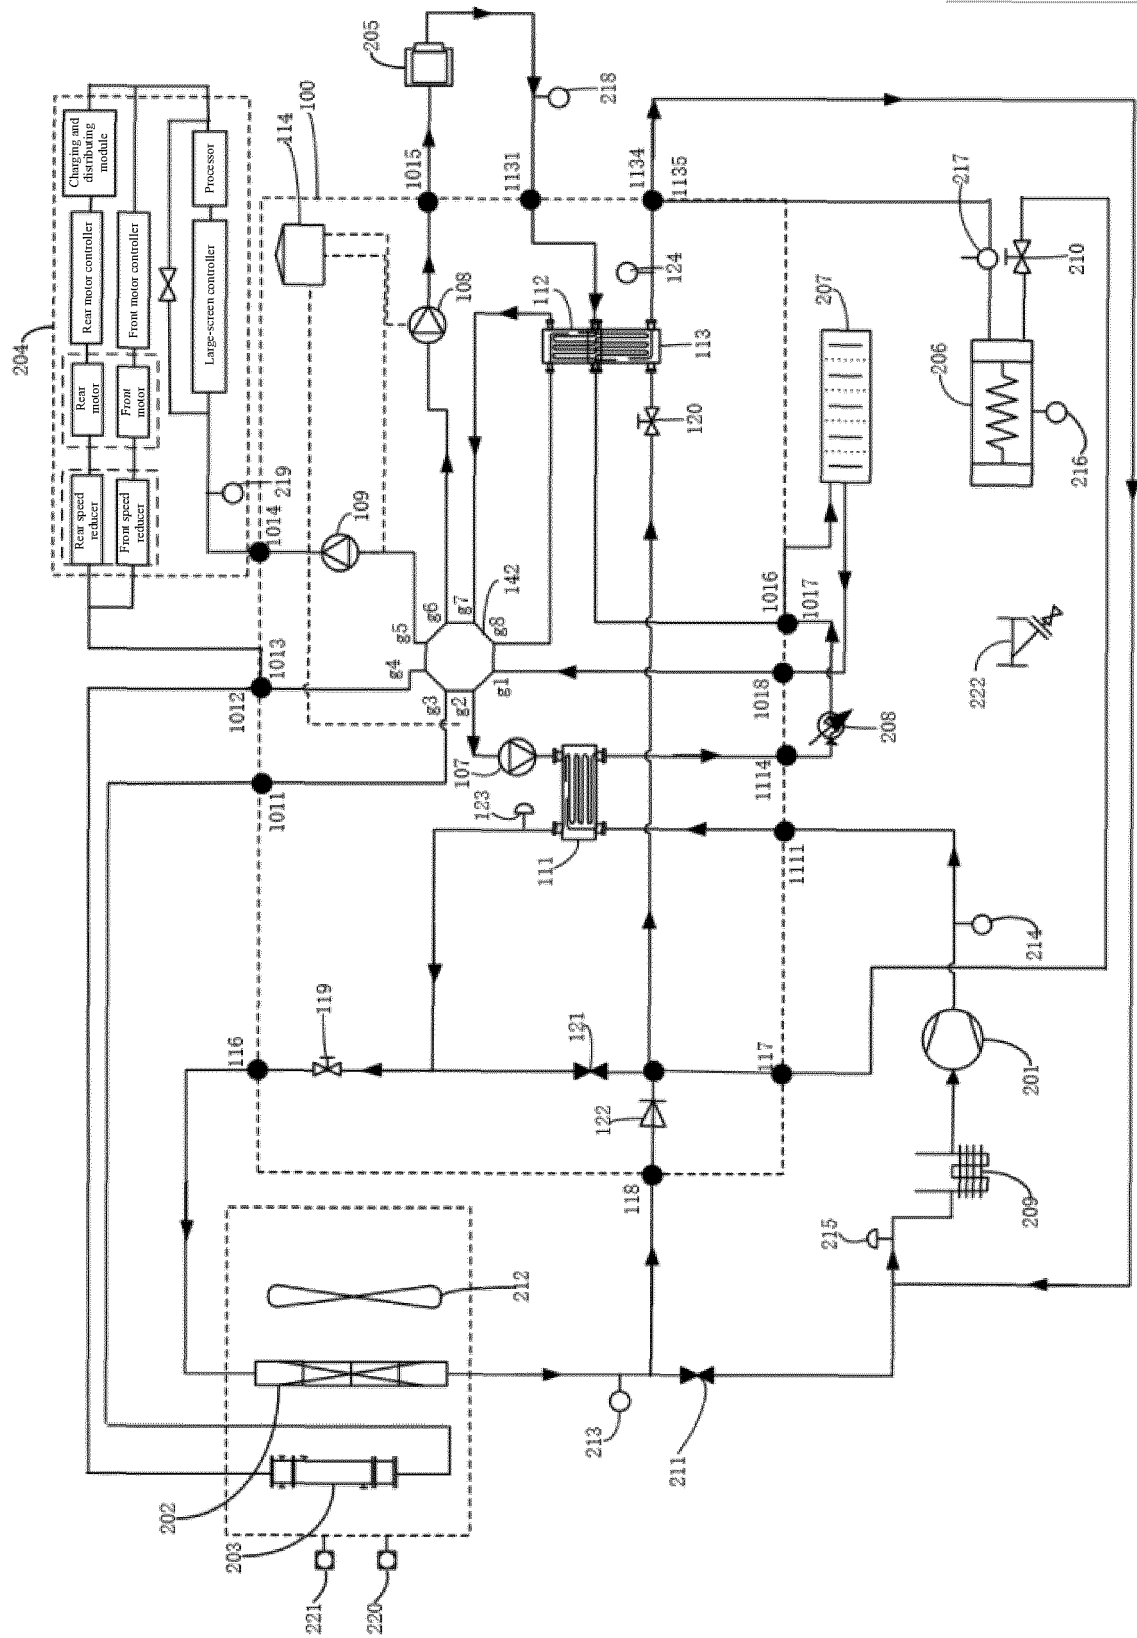 204
Rear speed
reducer
Rear
motor
Rear motor controller
Charging and
distributing
module
Front speed
reducer
Front
motor
Front motor controller
Large-screen controller
Processor
202
203
116
1012
1011
1013
1014
219
114
100
221
119
109
220
205
g4
g5
1015
g3
g6
g2
g7
107
108
123
g1
g8
142
212
1131
111
112
121
213
122
218
118
1134
211
124
1135
120
113
117
1114
1018
1016
1111
1017
215
207
208
206
217
222
209
201
214
216
210